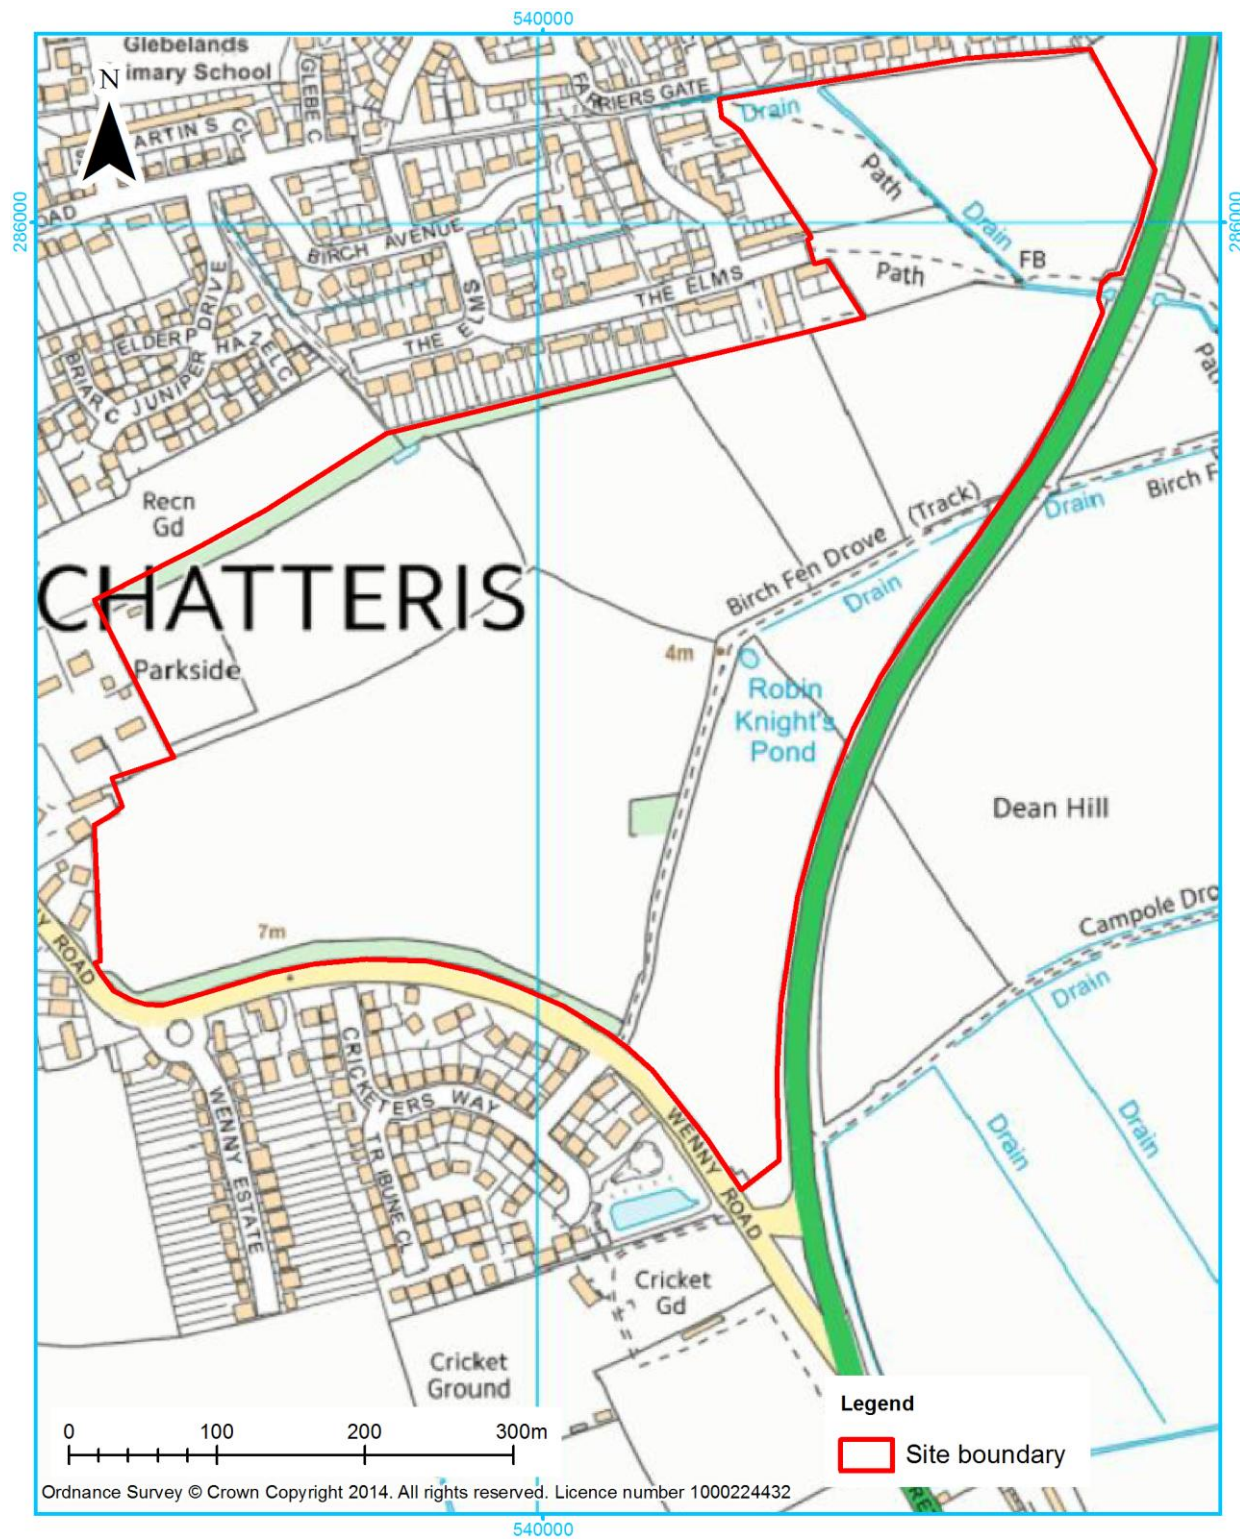 540000
Glebelands
imary School
N
GLEBE C
FARRIERS GATE
Drain
ARTIN S CL
Path
286000
286000
OAD
BIRCH AVENUE
Drain
FB
Path
THE ELMS
THE ELMS
ELDER P
DRIVE
HAZEL C
JUNIPER
BRIAR C
Path
Recn
Gd
Birch Fen Drove (Track)
Drain
Birch F
Drain
CHATTERIS
Parkside
4m
Robin
Knight's
Pond
Dean Hill
Campole Dro
Drain
7m
Y ROAD
CRICKETERS WAY
WENNY ESTATE
TRIBUNE CL
WENNY ROAD
Drain
Drain
Cricket
Gd
Cricket
Ground
Legend
Site boundary
0 100 200 300m
Ordnance Survey © Crown Copyright 2014. All rights reserved. Licence number 1000224432
540000